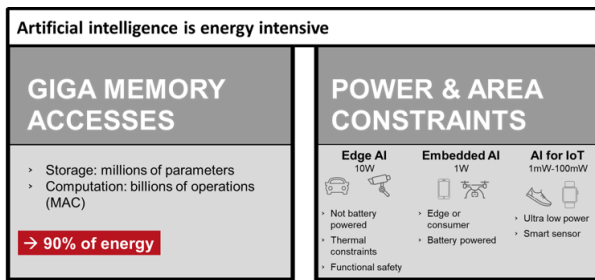 Artificial intelligence is energy intensive
GIGA MEMORY
ACCESSES
› Storage: millions of parameters
› Computation: billions of operations
(MAC)
→ 90% of energy
POWER & AREA
CONSTRAINTS
Edge AI
10W
› Not battery
powered
› Thermal
constraints
› Functional safety
Embedded AI
1W
› Edge or
consumer
› Battery powered
AI for IoT
1mW-100mW
› Ultra low power
› Smart sensor